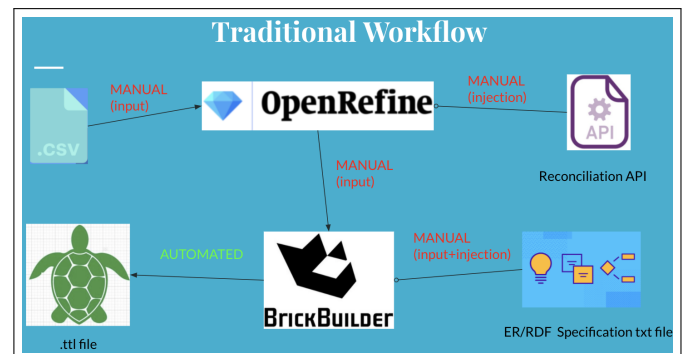 Traditional Workflow
MANUAL
(input)
OpenRefine
MANUAL
(injection)
.CSV
API
Reconciliation API
MANUAL
(input)
AUTOMATED
MANUAL
(input+injection)
BRICKBUILDER
.ttl file
ER/RDF Specification txt file